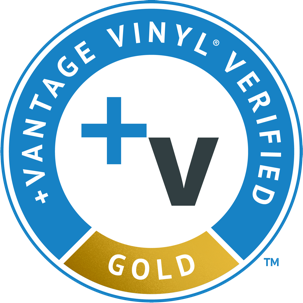 +VANTAGE VINYL® VERIFIED
+V
GOLD
™